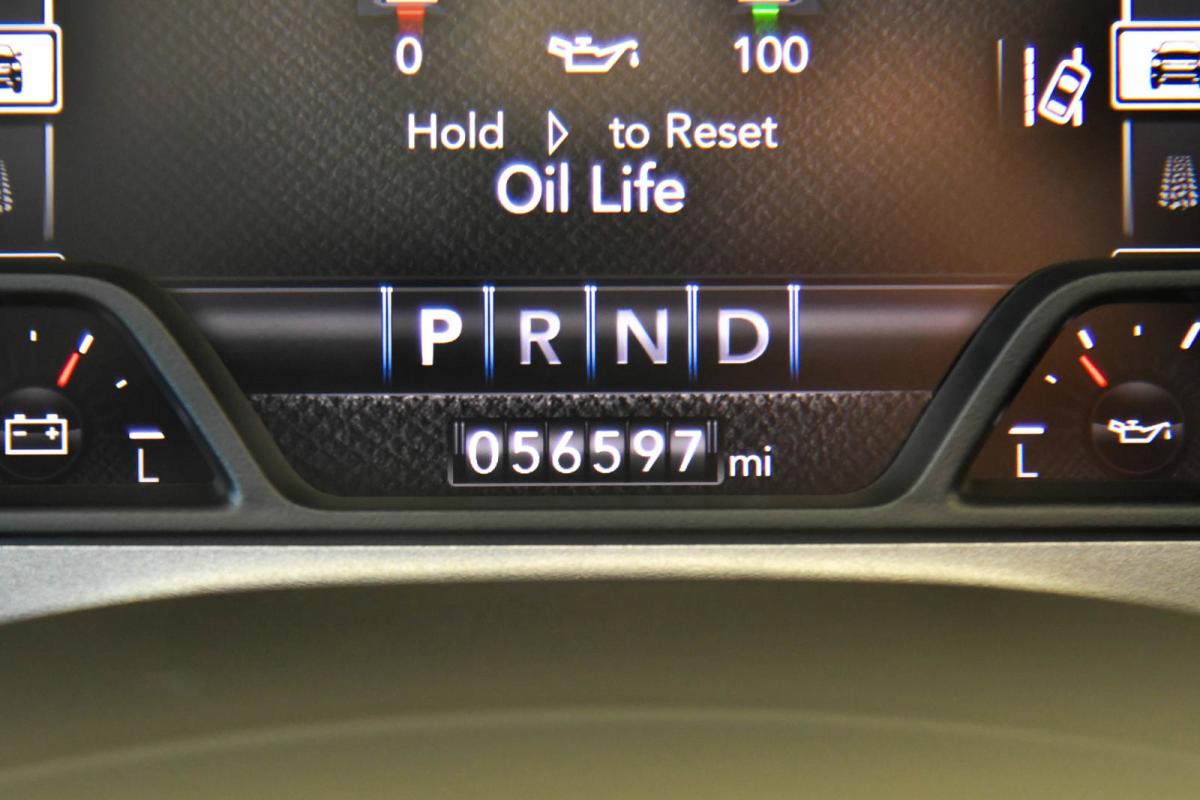 0 100
Hold to Reset
Oil Life
P R N D
L 056597 mi L